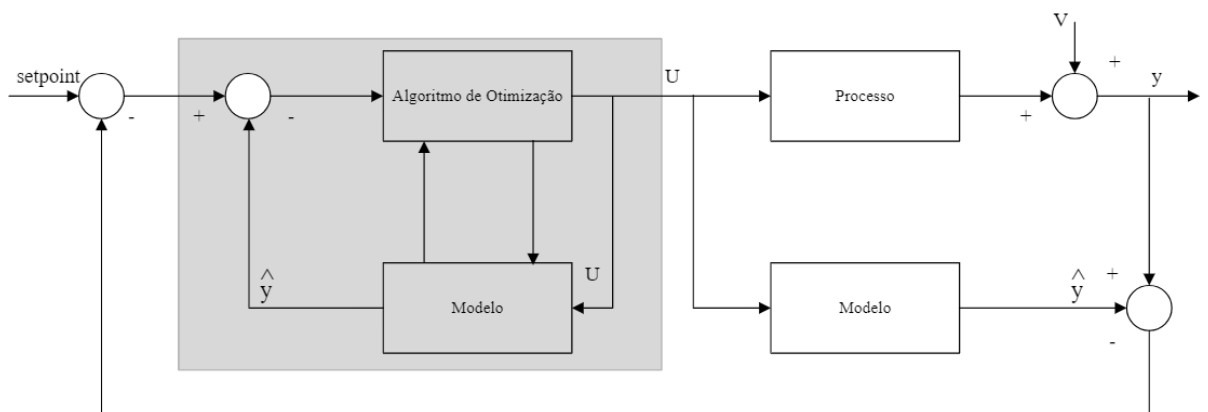 V
U
+
y
setpoint
Algoritmo de Otimização
Processo
-
+
-
+
^
y
U
^
y
+
Modelo
Modelo
-
-